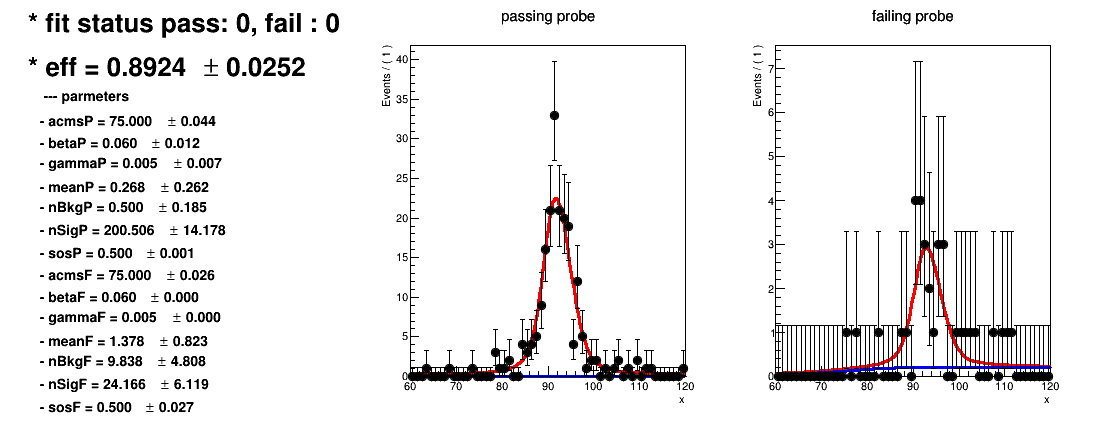 * fit status pass: 0, fail : 0
* eff = 0.8924 ± 0.0252
--- parmeters
- acmsP = 75.000 ± 0.044
- betaP = 0.060 ± 0.012
- gammaP = 0.005 ± 0.007
- meanP = 0.268 ± 0.262
- nBkgP = 0.500 ± 0.185
- nSigP = 200.506 ± 14.178
- sosP = 0.500 ± 0.001
- acmsF = 75.000 ± 0.026
- betaF = 0.060 ± 0.000
- gammaF = 0.005 ± 0.000
- meanF = 1.378 ± 0.823
- nBkgF = 9.838 ± 4.808
- nSigF = 24.166 ± 6.119
- sosF = 0.500 ± 0.027
passing probe
Events / ( 1 )
40
35
30
25
20
15
10
5
0
60 70 80 90 100 110 120
x
failing probe
Events / ( 1 )
7
6
5
4
3
2
1
0
60 70 80 90 100 110 120
x